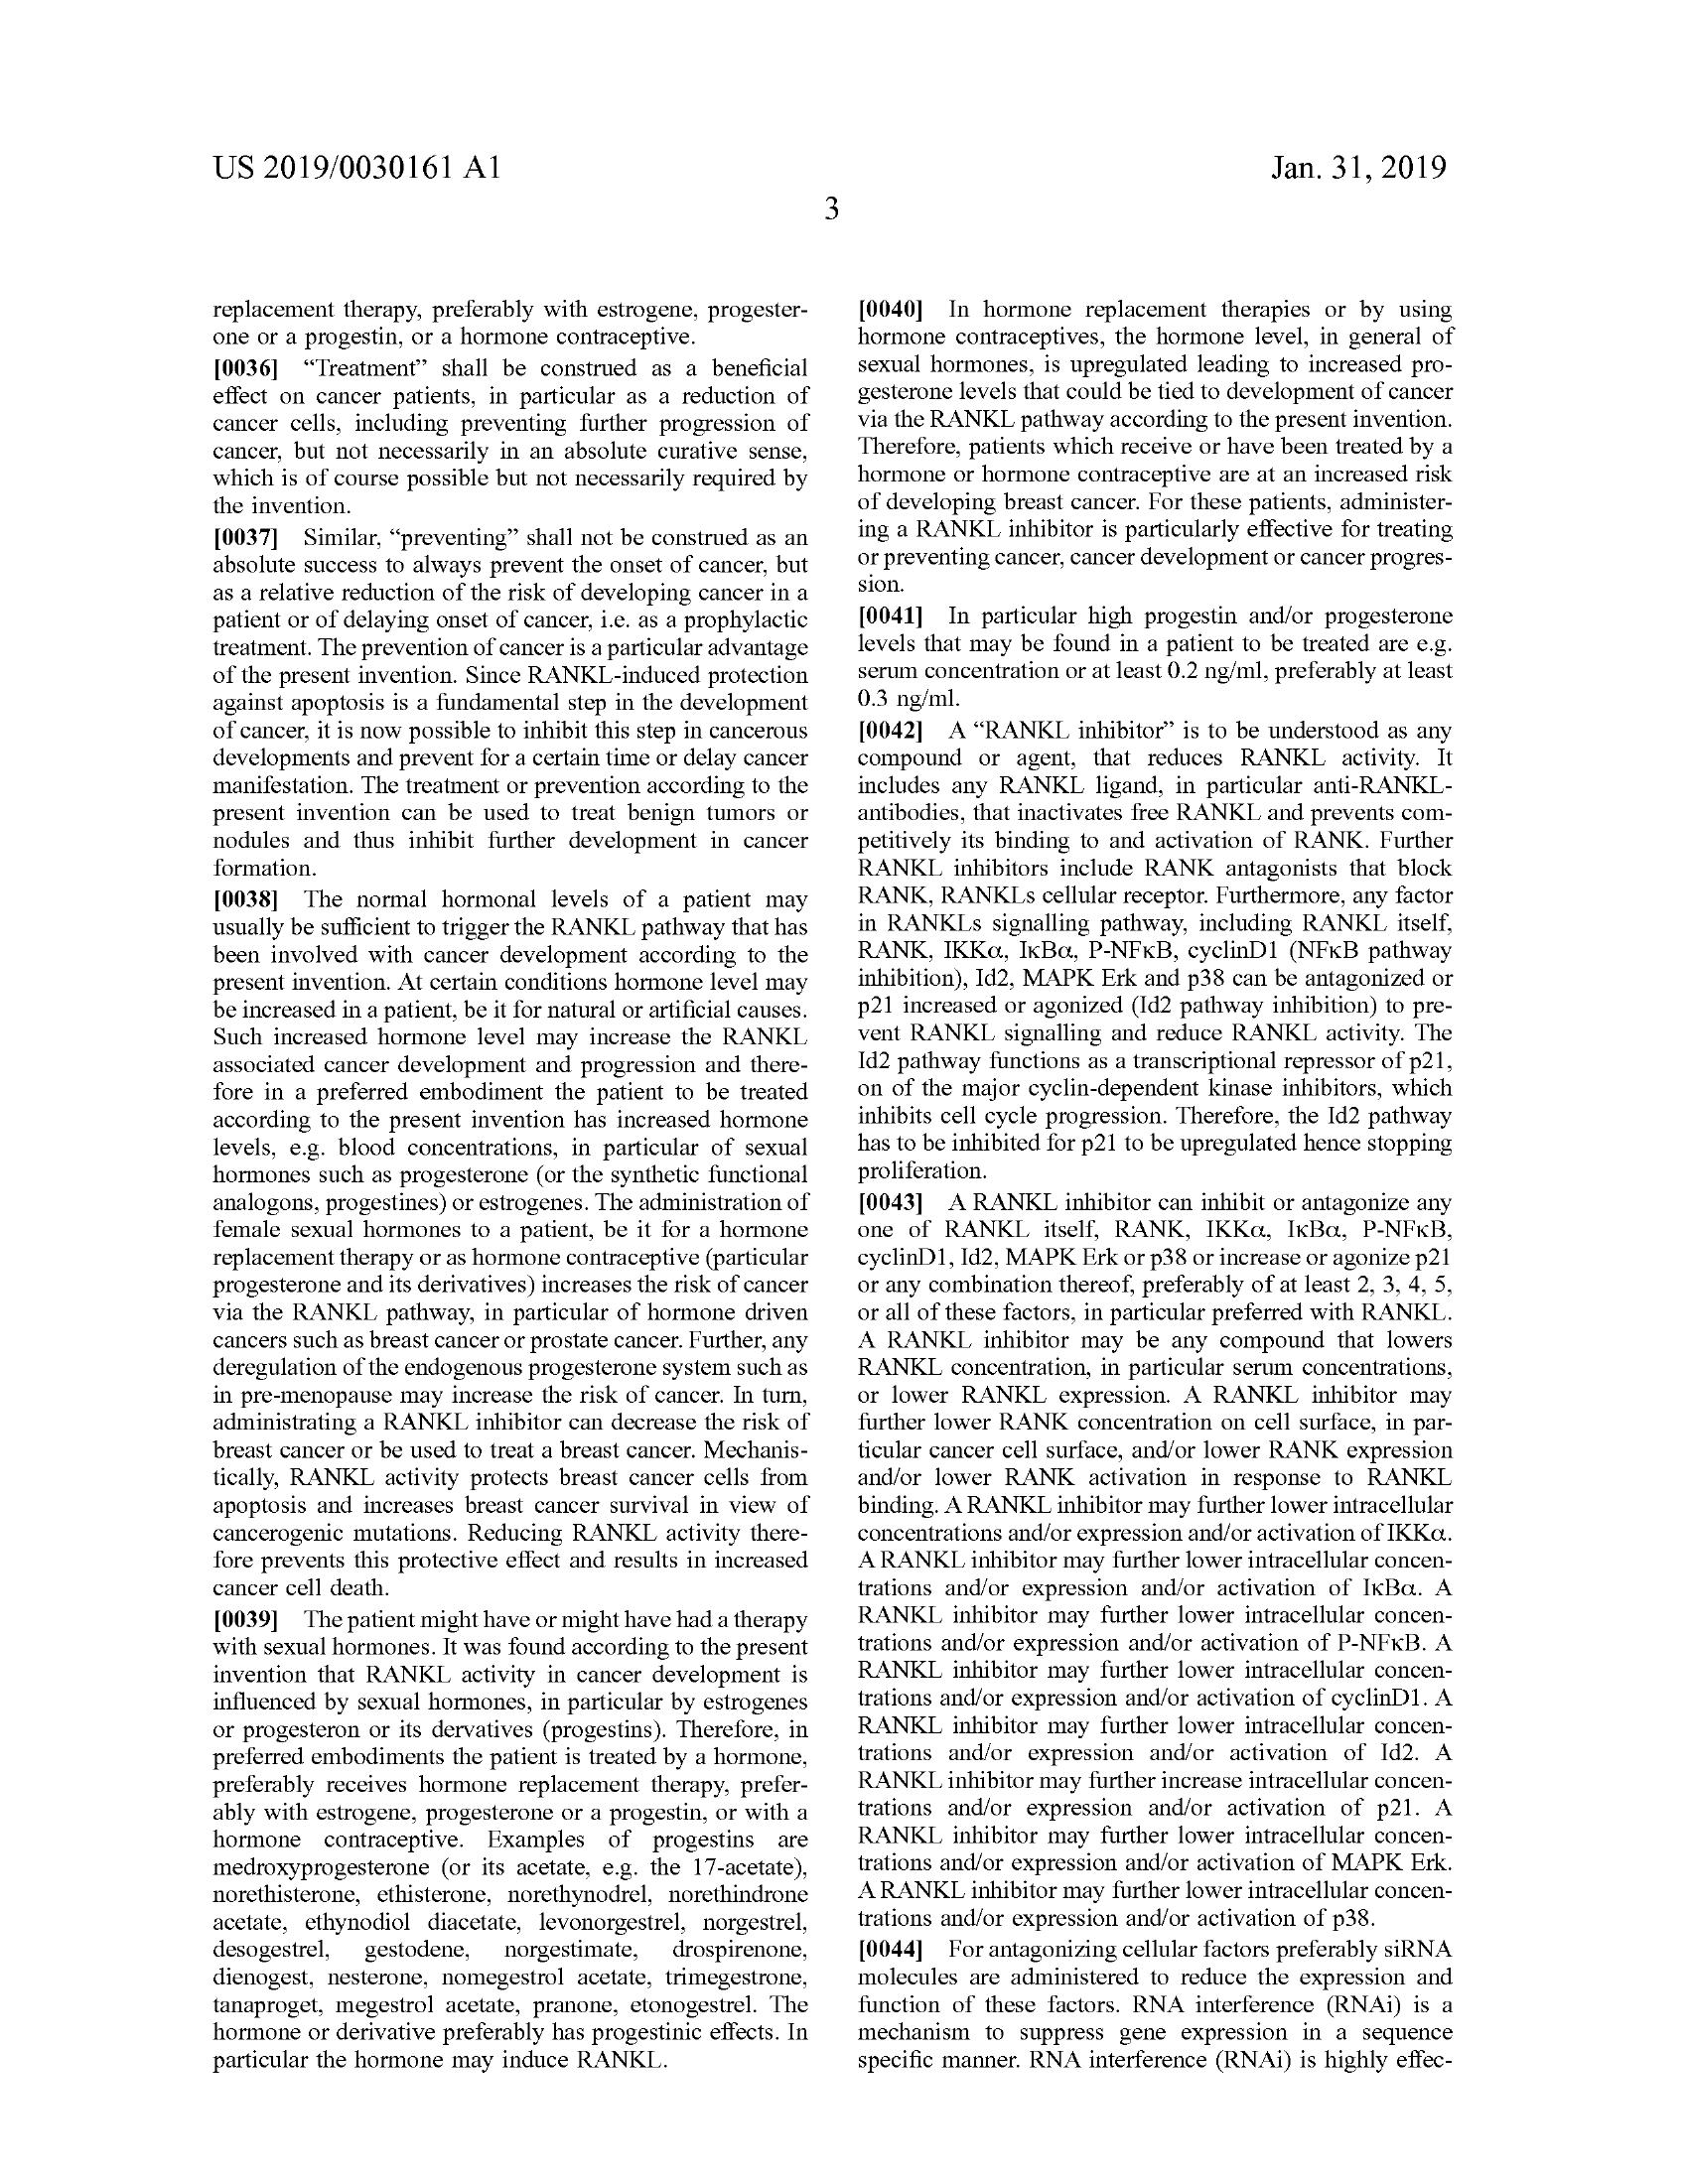 US 2019/0030161 A1
Jan. 31, 2019
3
replacement therapy, preferably with estrogene, progester-
one or a progestin, or a hormone contraceptive.
[0036] “Treatment” shall be construed as a beneficial
effect on cancer patients, in particular as a reduction of
cancer cells, including preventing further progression of
cancer, but not necessarily in an absolute curative sense,
which is of course possible but not necessarily required by
the invention.
[0037] Similar, “preventing” shall not be construed as an
absolute success to always prevent the onset of cancer, but
as a relative reduction of the risk of developing cancer in a
patient or of delaying onset of cancer, i.e. as a prophylactic
treatment. The prevention of cancer is a particular advantage
of the present invention. Since RANKL-induced protection
against apoptosis is a fundamental step in the development
of cancer, it is now possible to inhibit this step in cancerous
developments and prevent for a certain time or delay cancer
manifestation. The treatment or prevention according to the
present invention can be used to treat benign tumors or
nodules and thus inhibit further development in cancer
formation.
[0038] The normal hormonal levels of a patient may
usually be sufficient to trigger the RANKL pathway that has
been involved with cancer development according to the
present invention. At certain conditions hormone level may
be increased in a patient, be it for natural or artificial causes.
Such increased hormone level may increase the RANKL
associated cancer development and progression and there-
fore in a preferred embodiment the patient to be treated
according to the present invention has increased hormone
levels, e.g. blood concentrations, in particular of sexual
hormones such as progesterone (or the synthetic functional
analogons, progestines) or estrogenes. The administration of
female sexual hormones to a patient, be it for a hormone
replacement therapy or as hormone contraceptive (particular
progesterone and its derivatives) increases the risk of cancer
via the RANKL pathway, in particular of hormone driven
cancers such as breast cancer or prostate cancer. Further, any
deregulation of the endogenous progesterone system such as
in pre-menopause may increase the risk of cancer. In turn,
administrating a RANKL inhibitor can decrease the risk of
breast cancer or be used to treat a breast cancer. Mechanis-
tically, RANKL activity protects breast cancer cells from
apoptosis and increases breast cancer survival in view of
cancerogenic mutations. Reducing RANKL activity there-
fore prevents this protective effect and results in increased
cancer cell death.
[0039] The patient might have or might have had a therapy
with sexual hormones. It was found according to the present
invention that RANKL activity in cancer development is
influenced by sexual hormones, in particular by estrogenes
or progesteron or its dervatives (progestins). Therefore, in
preferred embodiments the patient is treated by a hormone,
preferably receives hormone replacement therapy, prefer-
ably with estrogene, progesterone or a progestin, or with a
hormone contraceptive. Examples of progestins are
medroxyprogesterone (or its acetate, e.g. the 17-acetate),
norethisterone, ethisterone, norethynodrel, norethindrone
acetate, ethynodiol diacetate, levonorgestrel, norgestrel,
desogestrel, gestodene, norgestimate, drospirenone,
dienogest, nesterone, nomegestrol acetate, trimegestrone,
tanaproget, megestrol acetate, pranone, etonogestrel. The
hormone or derivative preferably has progestinic effects. In
particular the hormone may induce RANKL.
[0040] In hormone replacement therapies or by using
hormone contraceptives, the hormone level, in general of
sexual hormones, is upregulated leading to increased pro-
gesterone levels that could be tied to development of cancer
via the RANKL pathway according to the present invention.
Therefore, patients which receive or have been treated by a
hormone or hormone contraceptive are at an increased risk
of developing breast cancer. For these patients, administer-
ing a RANKL inhibitor is particularly effective for treating
or preventing cancer, cancer development or cancer progres-
sion.
[0041] In particular high progestin and/or progesterone
levels that may be found in a patient to be treated are e.g.
serum concentration or at least 0.2 ng/ml, preferably at least
0.3 ng/ml.
[0042] A “RANKL inhibitor” is to be understood as any
compound or agent, that reduces RANKL activity. It
includes any RANKL ligand, in particular anti-RANKL-
antibodies, that inactivates free RANKL and prevents com-
petitively its binding to and activation of RANK. Further
RANKL inhibitors include RANK antagonists that block
RANK, RANKLs cellular receptor. Furthermore, any factor
in RANKLs signalling pathway, including RANKL itself,
RANK, IKKα, IκBα, P-NFκB, cyclinD1 (NFκB pathway
inhibition), Id2, MAPK Erk and p38 can be antagonized or
p21 increased or agonized (Id2 pathway inhibition) to pre-
vent RANKL signalling and reduce RANKL activity. The
Id2 pathway functions as a transcriptional repressor of p21,
on of the major cyclin-dependent kinase inhibitors, which
inhibits cell cycle progression. Therefore, the Id2 pathway
has to be inhibited for p21 to be upregulated hence stopping
proliferation.
[0043] A RANKL inhibitor can inhibit or antagonize any
one of RANKL itself, RANK, IKKα, IκBα, P-NFκB,
cyclinD1, Id2, MAPK Erk or p38 or increase or agonize p21
or any combination thereof, preferably of at least 2, 3, 4, 5,
or all of these factors, in particular preferred with RANKL.
A RANKL inhibitor may be any compound that lowers
RANKL concentration, in particular serum concentrations,
or lower RANKL expression. A RANKL inhibitor may
further lower RANK concentration on cell surface, in par-
ticular cancer cell surface, and/or lower RANK expression
and/or lower RANK activation in response to RANKL
binding. A RANKL inhibitor may further lower intracellular
concentrations and/or expression and/or activation of IKKα.
A RANKL inhibitor may further lower intracellular concen-
trations and/or expression and/or activation of IκBα. A
RANKL inhibitor may further lower intracellular concen-
trations and/or expression and/or activation of P-NFκB. A
RANKL inhibitor may further lower intracellular concen-
trations and/or expression and/or activation of cyclinD1. A
RANKL inhibitor may further lower intracellular concen-
trations and/or expression and/or activation of Id2. A
RANKL inhibitor may further increase intracellular concen-
trations and/or expression and/or activation of p21. A
RANKL inhibitor may further lower intracellular concen-
trations and/or expression and/or activation of MAPK Erk.
A RANKL inhibitor may further lower intracellular concen-
trations and/or expression and/or activation of p38.
[0044] For antagonizing cellular factors preferably siRNA
molecules are administered to reduce the expression and
function of these factors. RNA interference (RNAi) is a
mechanism to suppress gene expression in a sequence
specific manner. RNA interference (RNAi) is highly effec-